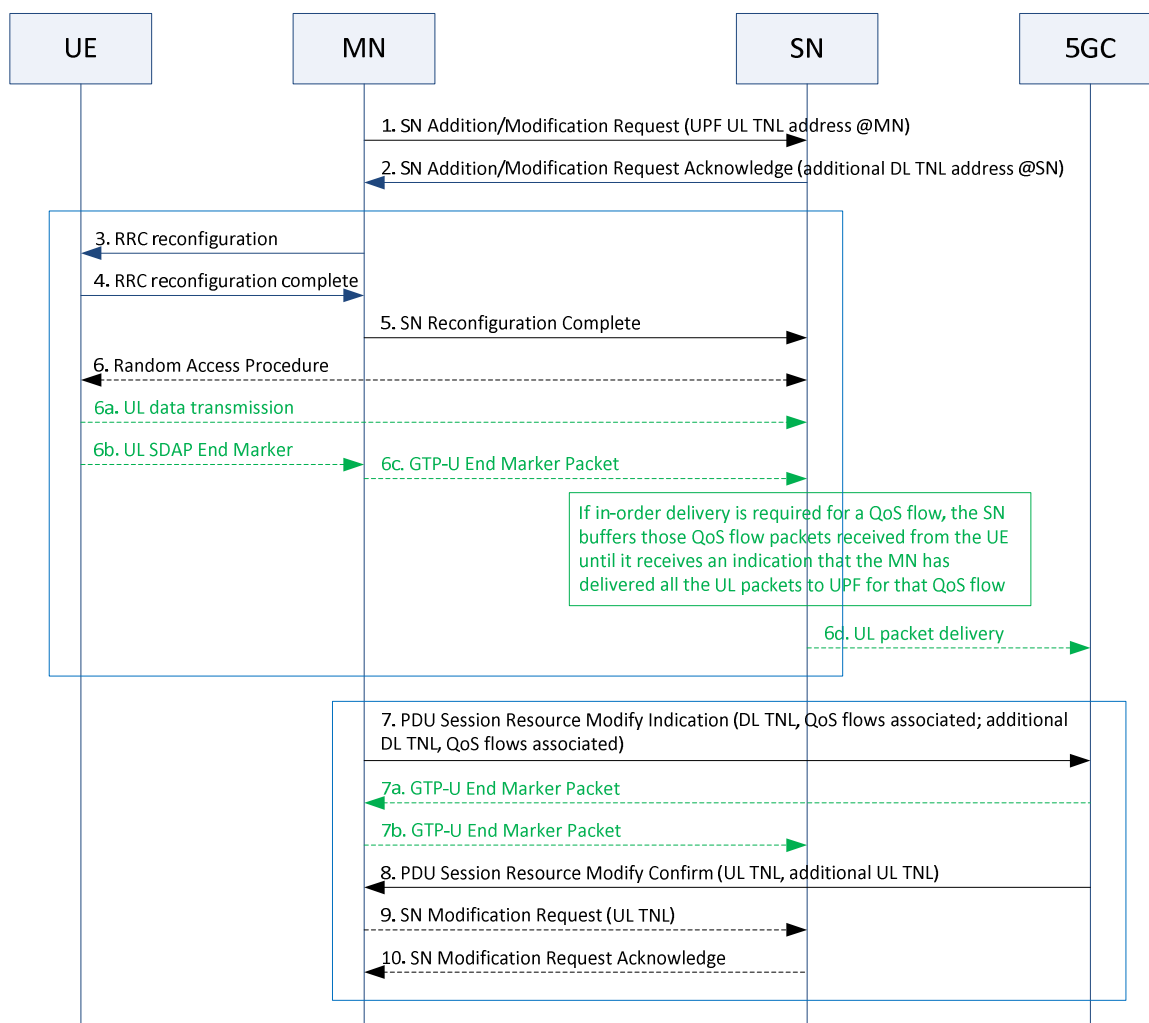 UE
MN
SN
5GC
1. SN Addition/Modification Request (UPF UL TNL address @MN)
2. SN Addition/Modification Request Acknowledge (additional DL TNL address @SN)
3. RRC reconfiguration
4. RRC reconfiguration complete
5. SN Reconfiguration Complete
6. Random Access Procedure
6a. UL data transmission
6b. UL SDAP End Marker
6c. GTP-U End Marker Packet
If in-order delivery is required for a QoS flow, the SN
buffers those QoS flow packets received from the UE
until it receives an indication that the MN has
delivered all the UL packets to UPF for that QoS flow
6d. UL packet delivery
7. PDU Session Resource Modify Indication (DL TNL, QoS flows associated; additional
DL TNL, QoS flows associated)
7a. GTP-U End Marker Packet
7b. GTP-U End Marker Packet
8. PDU Session Resource Modify Confirm (UL TNL, additional UL TNL)
9. SN Modification Request (UL TNL)
10. SN Modification Request Acknowledge